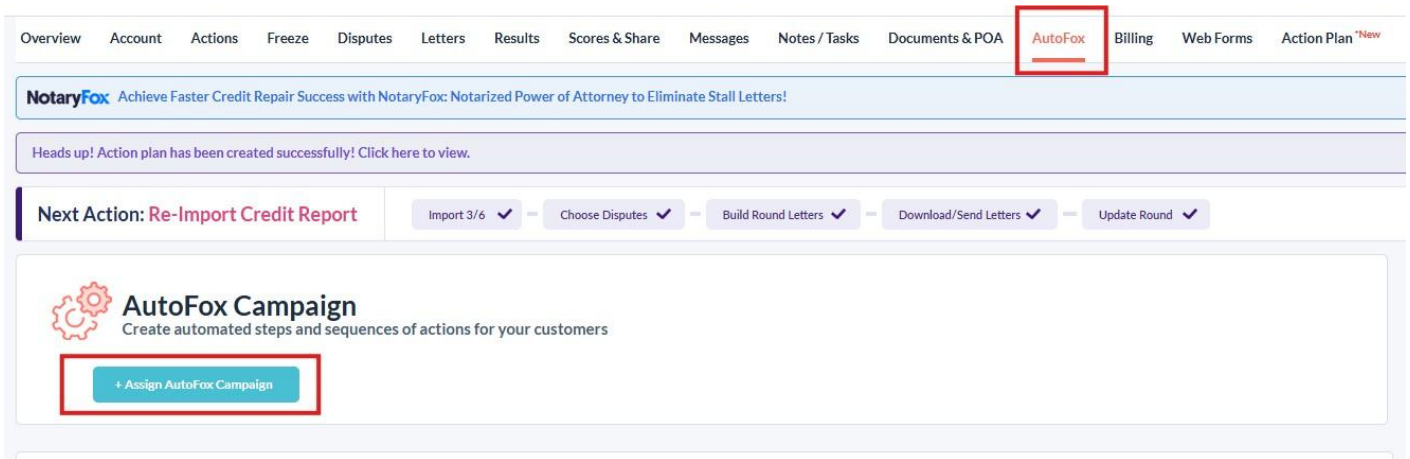 Overview Account Actions Freeze Disputes Letters Results Scores & Share Messages Notes / Tasks Documents & POA AutoFox Billing Web Forms Action Plan *New
NotaryFox Achieve Faster Credit Repair Success with NotaryFox: Notarized Power of Attorney to Eliminate Stall Letters!
Heads up! Action plan has been created successfully! Click here to view.
Next Action: Re-Import Credit Report Import 3/6 Choose Disputes Build Round Letters Download/Send Letters Update Round
AutoFox Campaign
Create automated steps and sequences of actions for your customers
+ Assign AutoFox Campaign